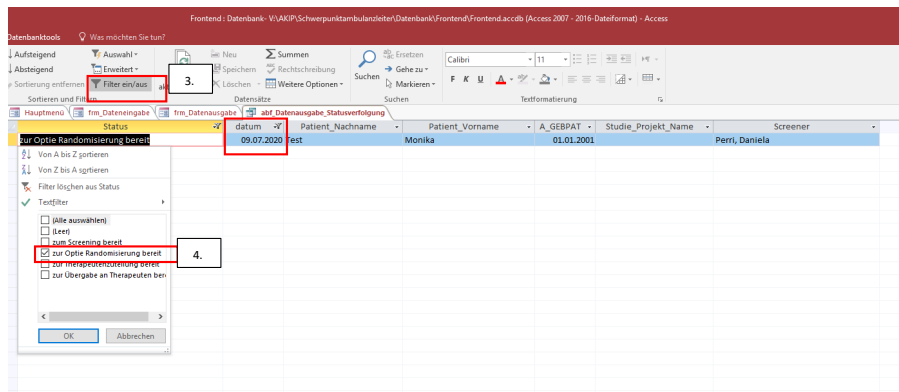 Frontend : Datenbank- V:\AKIP\Schwerpunktambulanzleiter\Datenbank\Frontend\Frontend.accdb (Access 2007 - 2016-Dateiformat) - Access
Datenbanktools Was möchten Sie tun?
Aufsteigend Auswahl Neu Summen Ersetzen Calibri 11
Absteigend Erweitert Speichern Rechtschreibung Suchen Gehe zu
Sortierung entfernen Filter ein/aus 3. Löschen Weitere Optionen Markieren F K U A
Sortieren und Filtern Datensätze Suchen Textformatierung
Hauptmenü frm_Dateneingabe frm_Datenausgabe abf_Datenausgabe_Statusverfolgung
Status datum Patient_Nachname Patient_Vorname A_GEBPAT Studie_Projekt_Name Screener
zur Optie Randomisierung bereit 09.07.2020 Test Monika 01.01.2001 Perri, Daniela
Von A bis Z sortieren
Von Z bis A sortieren
Filter löschen aus Status
Textfilter
(Alle auswählen)
(Leer)
zum Screening bereit
zur Optie Randomisierung bereit 4.
zur Therapeutenzuteilung bereit
zur Übergabe an Therapeuten bere
OK Abbrechen